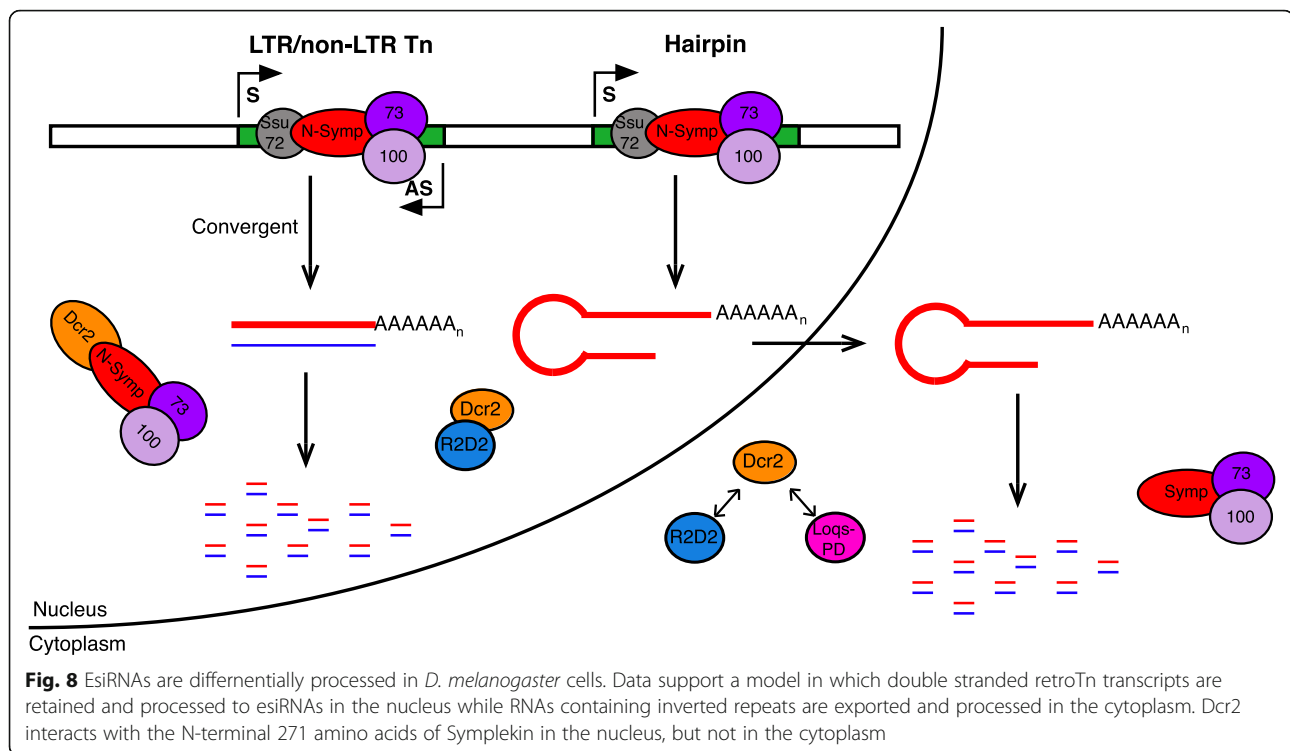 LTR/non-LTR Tn
Hairpin
S
Ssu
72
N-Symp
73
100
AS
S
Ssu
72
N-Symp
73
100
Convergent
AAAAAAn
AAAAAAn
AAAAAAn
Dcr2
N-Symp
73
100
Dcr2
R2D2
Dcr2
R2D2
Loqs-
PD
Symp
73
100
Nucleus
Cytoplasm
Fig. 8 EsiRNAs are differnentially processed in D. melanogaster cells. Data support a model in which double stranded retroTn transcripts are
retained and processed to esiRNAs in the nucleus while RNAs containing inverted repeats are exported and processed in the cytoplasm. Dcr2
interacts with the N-terminal 271 amino acids of Symplekin in the nucleus, but not in the cytoplasm